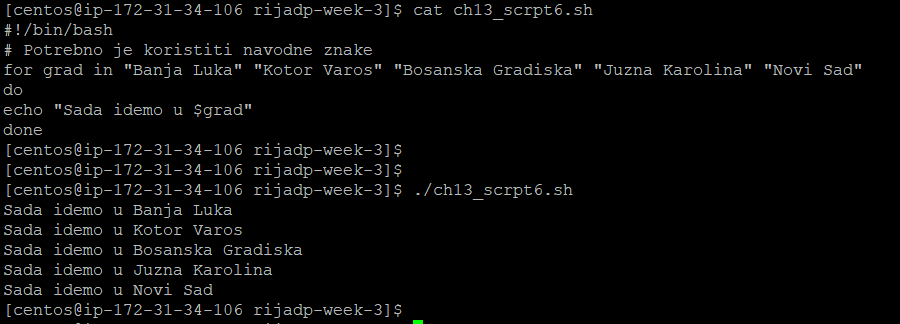 [centos@ip-172-31-34-106 rijadp-week-3]$ cat ch13_scrpt6.sh
#!/bin/bash
# Potrebno je koristiti navodne znake
for grad in "Banja Luka" "Kotor Varos" "Bosanska Gradiska" "Juzna Karolina" "Novi Sad"
do
echo "Sada idemo u $grad"
done
[centos@ip-172-31-34-106 rijadp-week-3]$
[centos@ip-172-31-34-106 rijadp-week-3]$
[centos@ip-172-31-34-106 rijadp-week-3]$ ./ch13_scrpt6.sh
Sada idemo u Banja Luka
Sada idemo u Kotor Varos
Sada idemo u Bosanska Gradiska
Sada idemo u Juzna Karolina
Sada idemo u Novi Sad
[centos@ip-172-31-34-106 rijadp-week-3]$